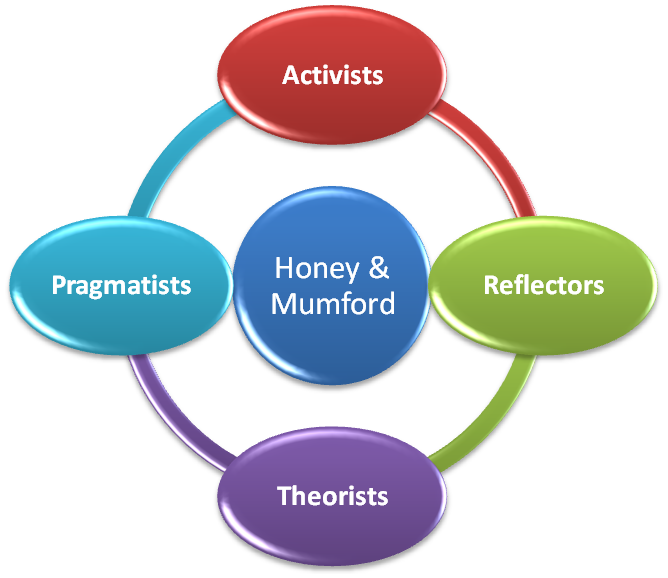 Activists
Pragmatists
Honey &
Mumford
Reflectors
Theorists